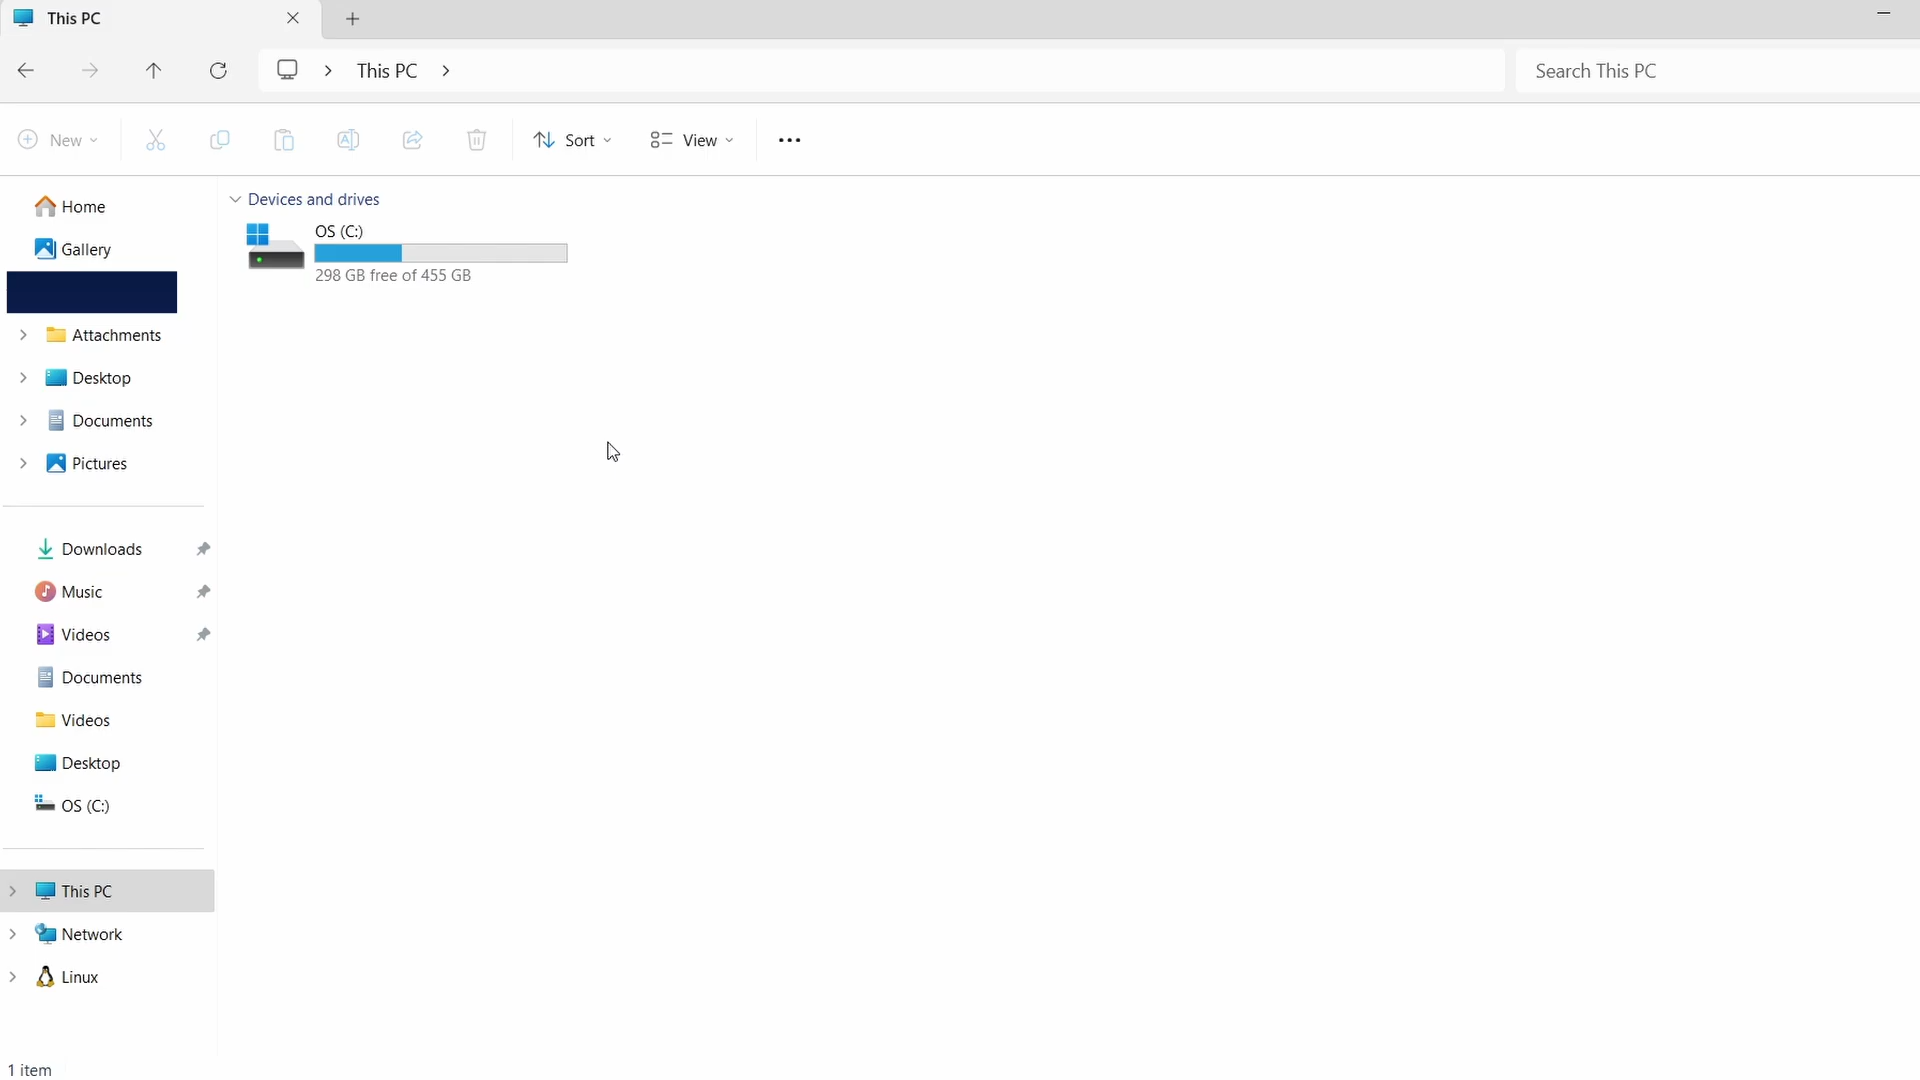 This PC
This PC
Search This PC
New
Sort
View
Home
Gallery
Attachments
Desktop
Documents
Pictures
Downloads
Music
Videos
Documents
Videos
Desktop
OS (C:)
This PC
Network
Linux
Devices and drives
OS (C:)
298 GB free of 455 GB
1 item